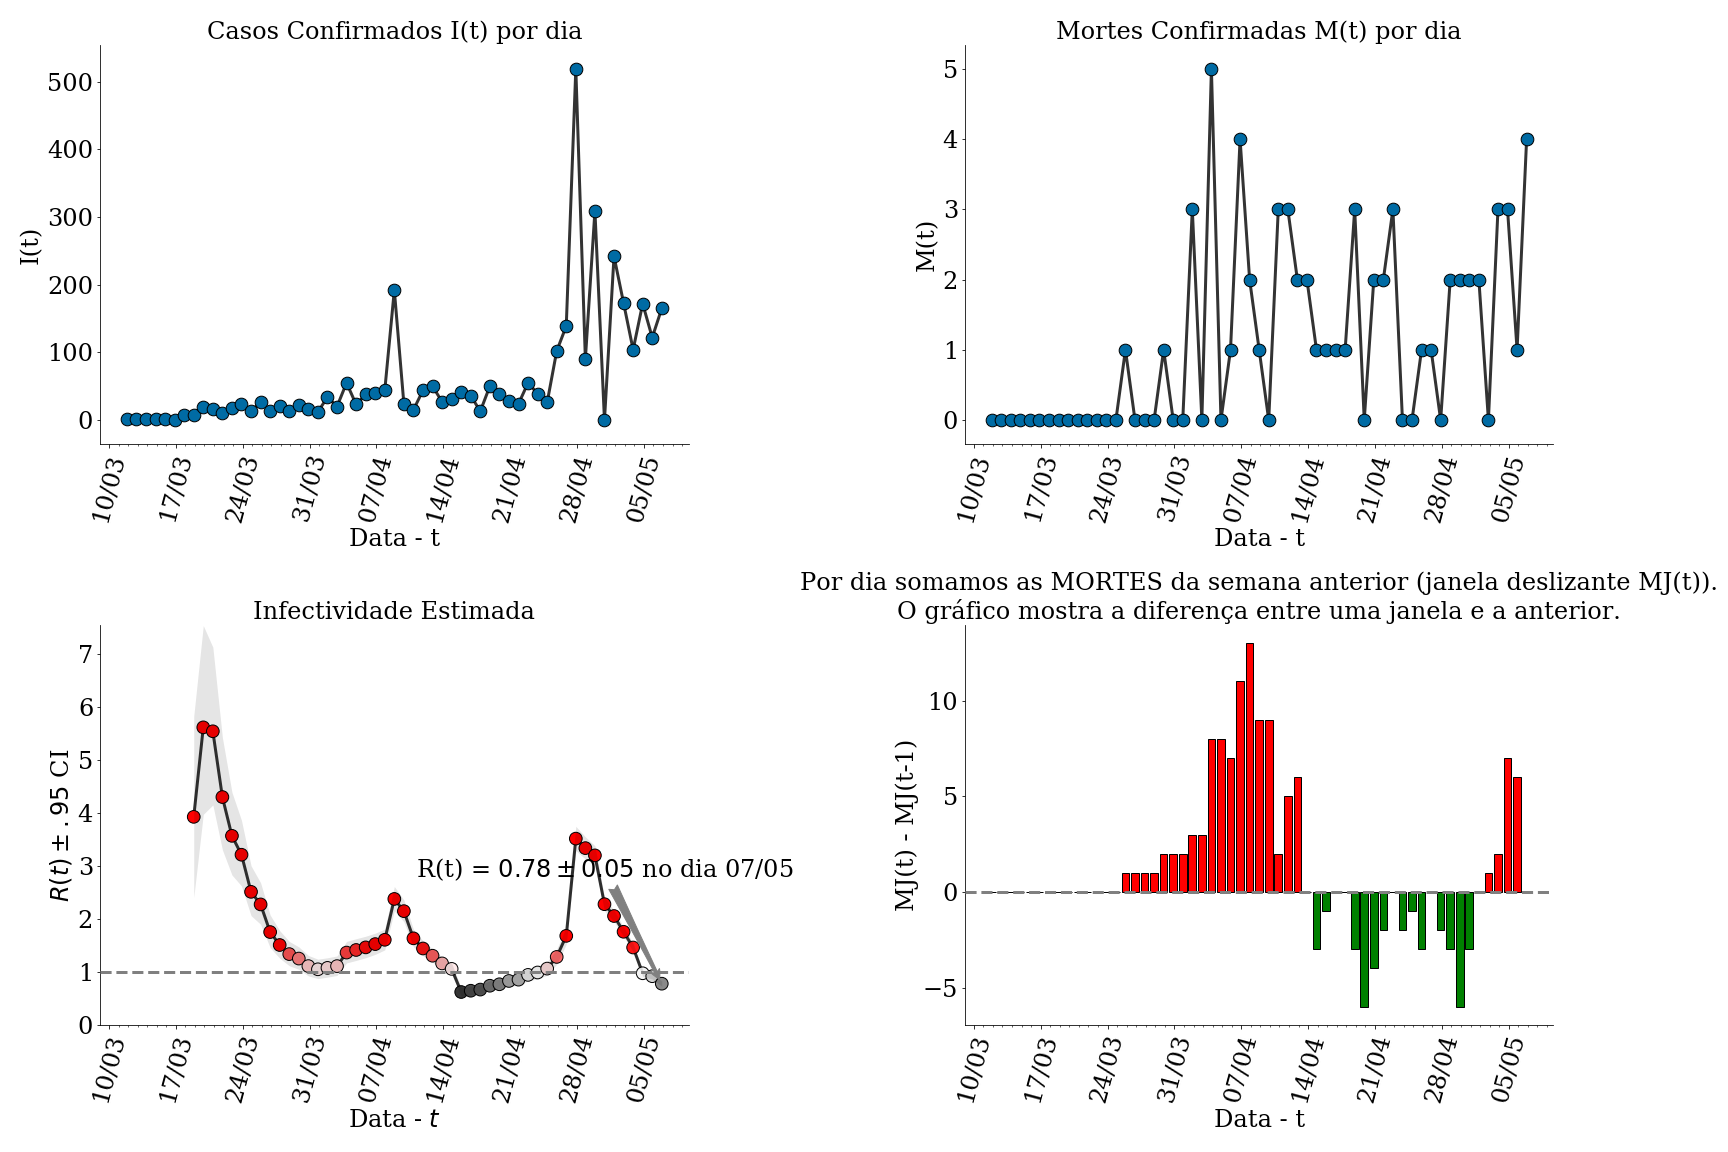 Casos Confirmados I(t) por dia
I(t)
500
400
300
200
100
0
10/03 17/03 24/03 31/03 07/04 14/04 21/04 28/04 05/05
Data - t
Mortes Confirmadas M(t) por dia
M(t)
5
4
3
2
1
0
10/03 17/03 24/03 31/03 07/04 14/04 21/04 28/04 05/05
Data - t
Infectividade Estimada
R(t) ± .95 CI
7
6
5
4
3
2
1
0
R(t) = 0.78 ± 0.05 no dia 07/05
10/03 17/03 24/03 31/03 07/04 14/04 21/04 28/04 05/05
Data - t
Por dia somamos as MORTES da semana anterior (janela deslizante MJ(t)).
O gráfico mostra a diferença entre uma janela e a anterior.
MJ(t) - MJ(t-1)
10
5
0
−5
10/03 17/03 24/03 31/03 07/04 14/04 21/04 28/04 05/05
Data - t